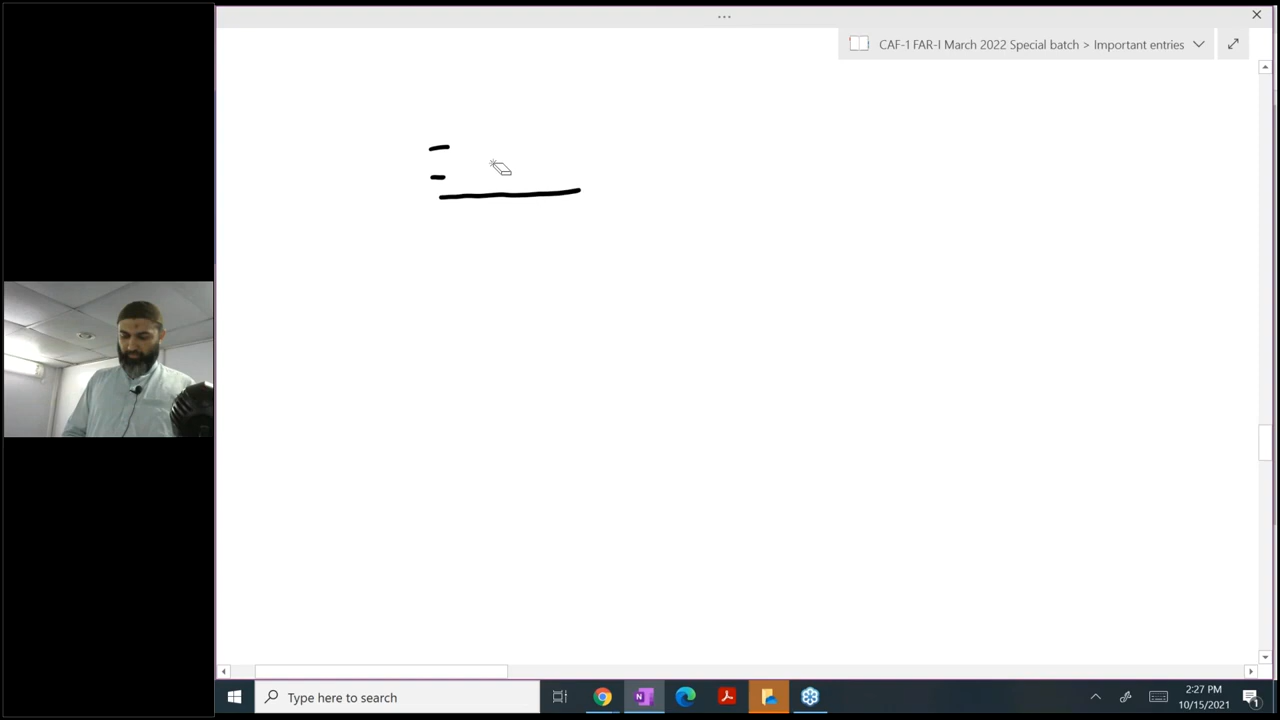 CAF-1 FAR-I March 2022 Special batch > Important entries
Type here to search
2:27 PM
10/15/2021
1